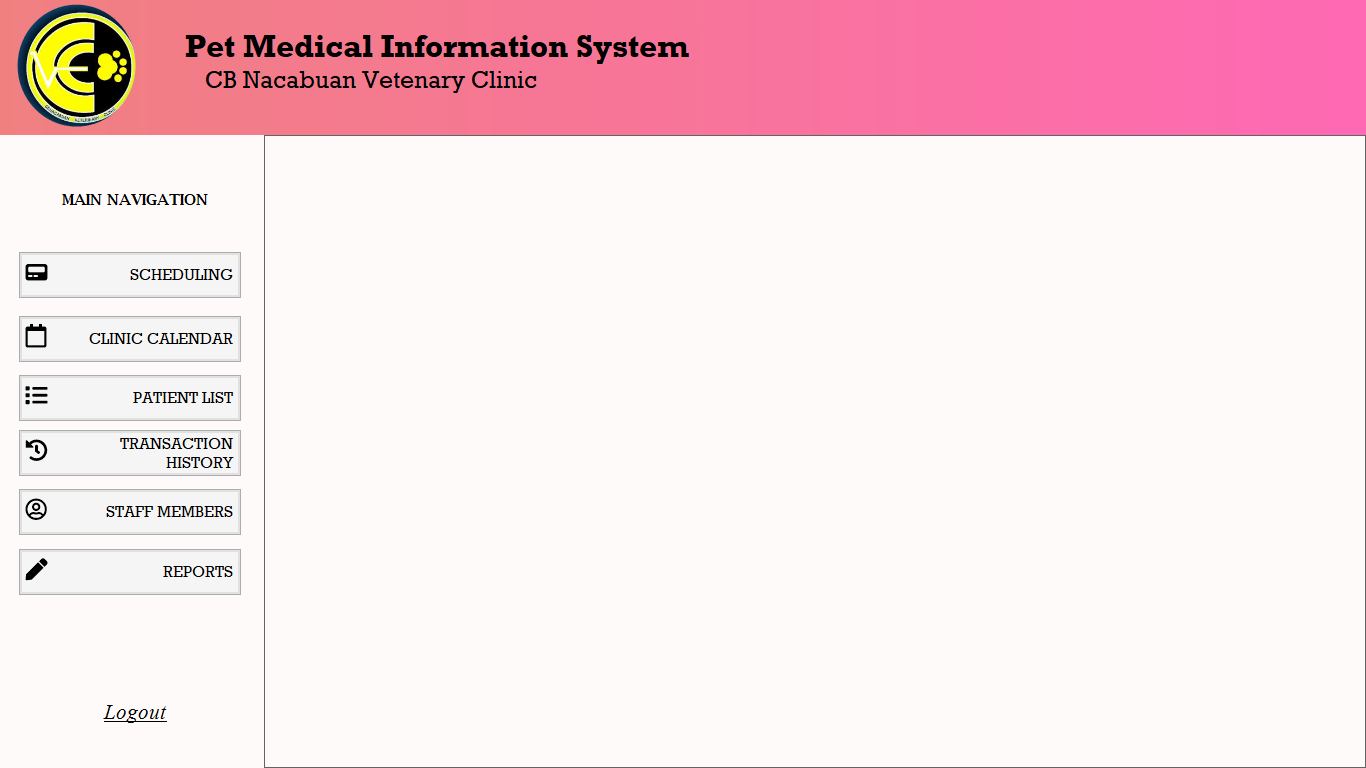 Pet Medical Information System
CB Nacabuan Vetenary Clinic
MAIN NAVIGATION
SCHEDULING
CLINIC CALENDAR
PATIENT LIST
TRANSACTION
HISTORY
STAFF MEMBERS
REPORTS
Logout